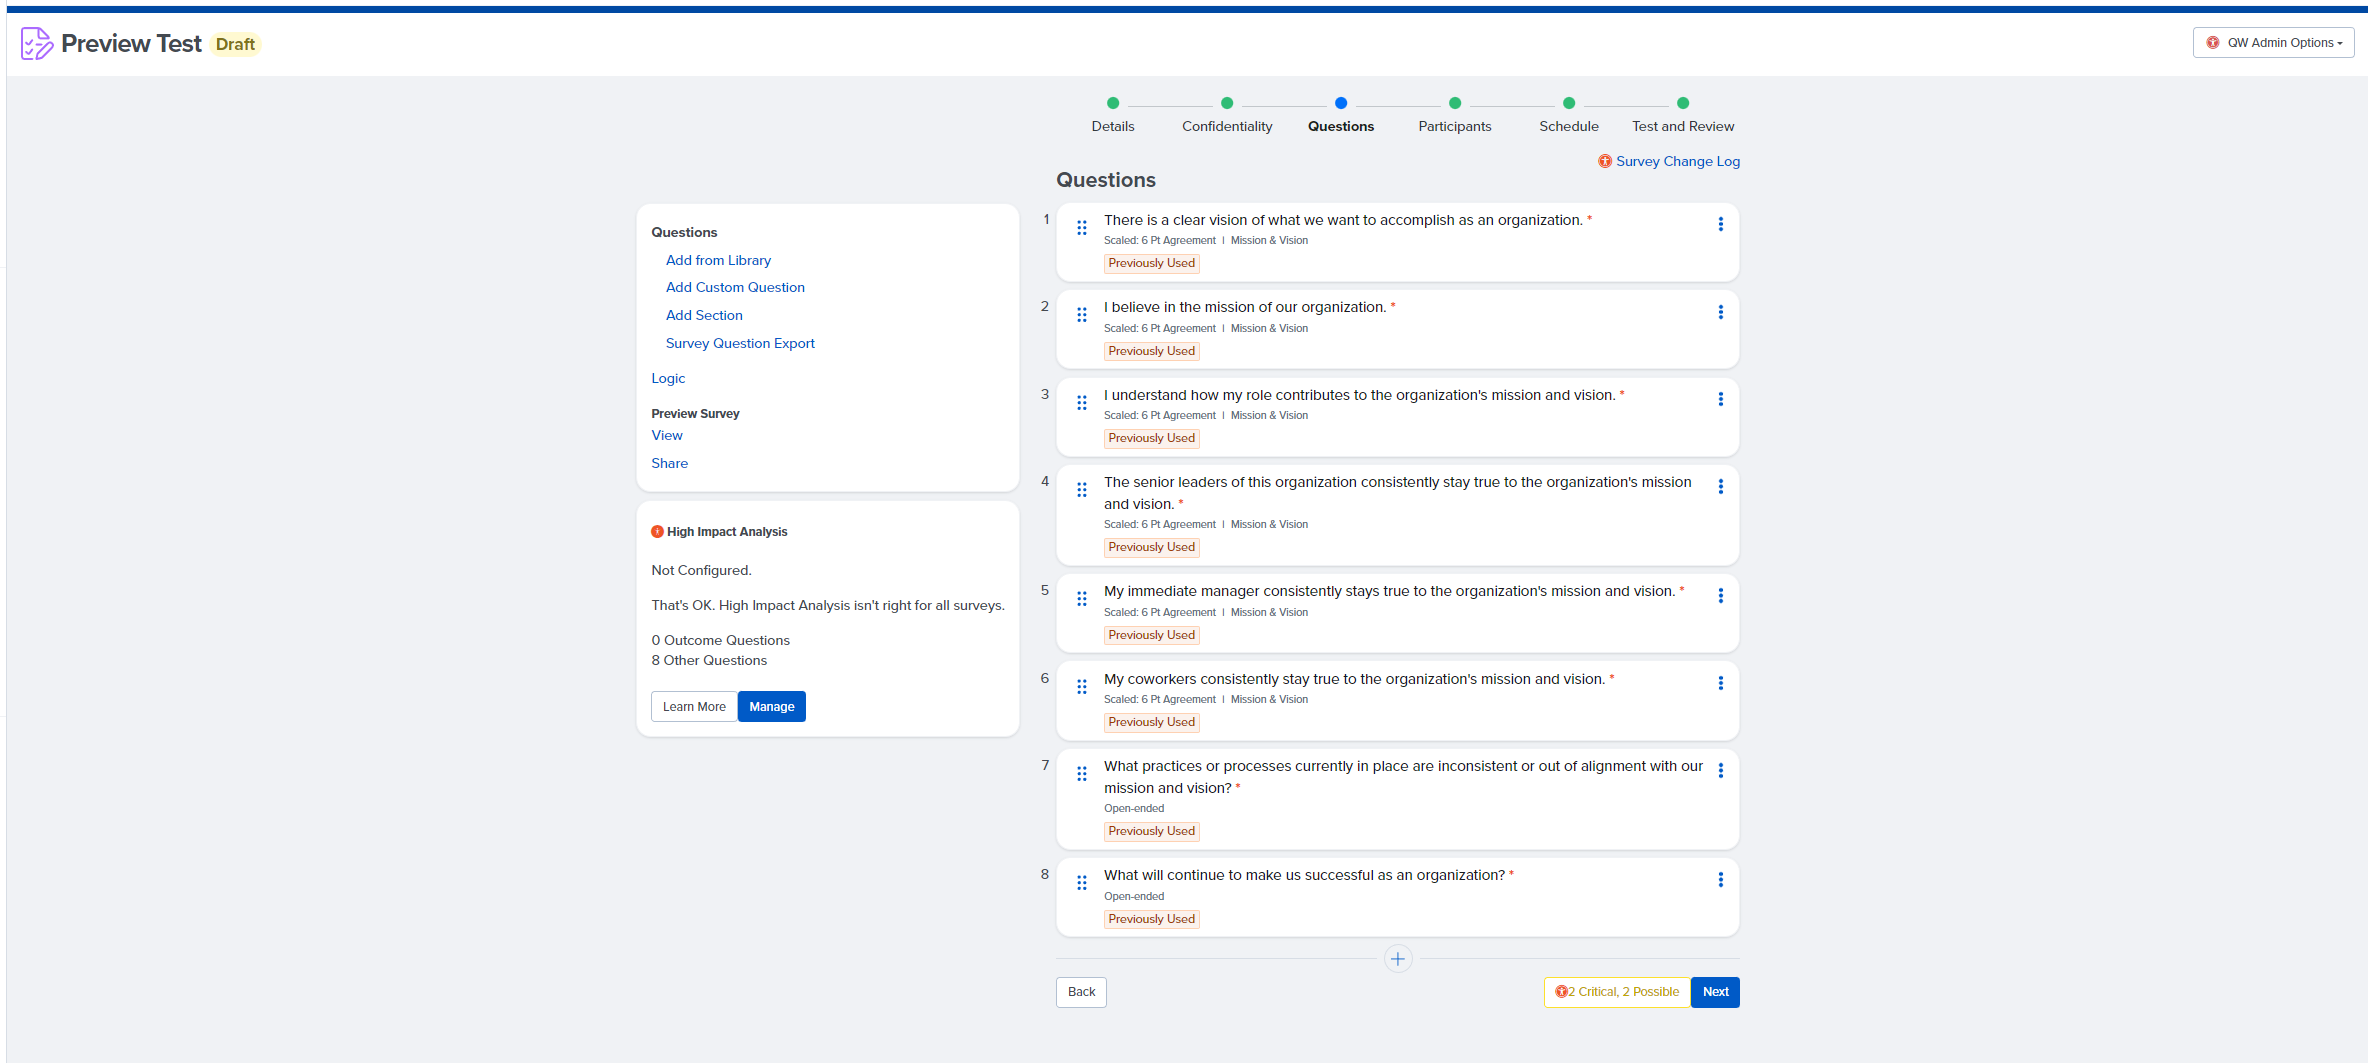 Preview Test Draft
QW Admin Options
Details Confidentiality Questions Participants Schedule Test and Review
Survey Change Log
Questions
Questions
Add from Library
Add Custom Question
Add Section
Survey Question Export
Logic
Preview Survey
View
Share
High Impact Analysis
Not Configured.
That's OK. High Impact Analysis isn't right for all surveys.
0 Outcome Questions
8 Other Questions
Learn More Manage
1 There is a clear vision of what we want to accomplish as an organization. *
Scaled: 6 Pt Agreement | Mission & Vision
Previously Used
2 I believe in the mission of our organization. *
Scaled: 6 Pt Agreement | Mission & Vision
Previously Used
3 I understand how my role contributes to the organization's mission and vision. *
Scaled: 6 Pt Agreement | Mission & Vision
Previously Used
4 The senior leaders of this organization consistently stay true to the organization's mission
and vision. *
Scaled: 6 Pt Agreement | Mission & Vision
Previously Used
5 My immediate manager consistently stays true to the organization's mission and vision. *
Scaled: 6 Pt Agreement | Mission & Vision
Previously Used
6 My coworkers consistently stay true to the organization's mission and vision. *
Scaled: 6 Pt Agreement | Mission & Vision
Previously Used
7 What practices or processes currently in place are inconsistent or out of alignment with our
mission and vision? *
Open-ended
Previously Used
8 What will continue to make us successful as an organization? *
Open-ended
Previously Used
Back 2 Critical, 2 Possible Next